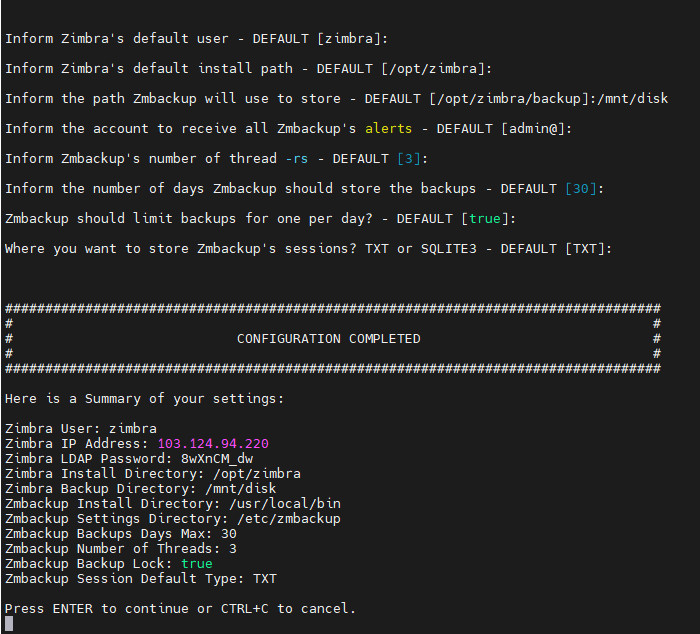 Inform Zimbra's default user - DEFAULT [zimbra]:
Inform Zimbra's default install path - DEFAULT [/opt/zimbra]:
Inform the path Zmbackup will use to store - DEFAULT [/opt/zimbra/backup]:/mnt/disk
Inform the account to receive all Zmbackup's alerts - DEFAULT [admin@]:
Inform Zmbackup's number of thread -rs - DEFAULT [3]:
Inform the number of days Zmbackup should store the backups - DEFAULT [30]:
Zmbackup should limit backups for one per day? - DEFAULT [true]:
Where you want to store Zmbackup's sessions? TXT or SQLITE3 - DEFAULT [TXT]:
##################################################################################
# #
# CONFIGURATION COMPLETED #
# #
##################################################################################
Here is a Summary of your settings:
Zimbra User: zimbra
Zimbra IP Address: 103.124.94.220
Zimbra LDAP Password: 8wXnCM_dw
Zimbra Install Directory: /opt/zimbra
Zimbra Backup Directory: /mnt/disk
Zmbackup Install Directory: /usr/local/bin
Zmbackup Settings Directory: /etc/zmbackup
Zmbackup Backups Days Max: 30
Zmbackup Number of Threads: 3
Zmbackup Backup Lock: true
Zmbackup Session Default Type: TXT
Press ENTER to continue or CTRL+C to cancel.